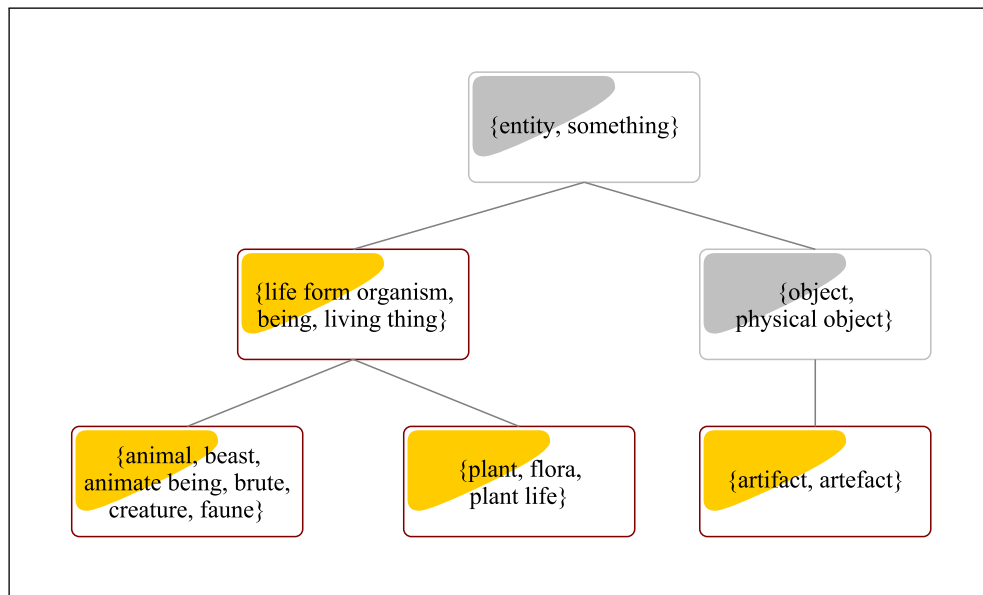 {entity, something}
{life form organism,
being, living thing}
{object,
physical object}
{animal, beast,
animate being, brute,
creature, faune}
{plant, flora,
plant life}
{artifact, artefact}